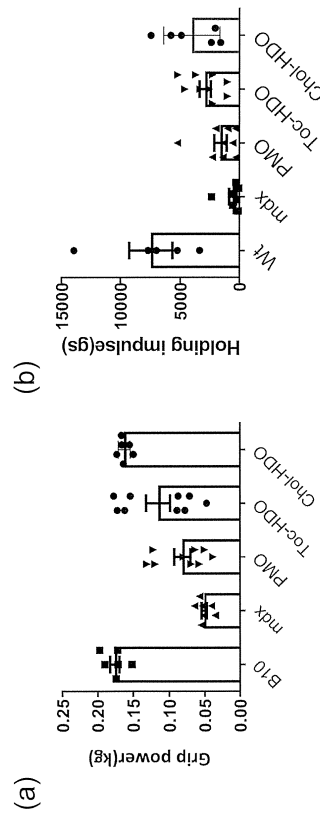 (a)
Grip power(kg)
0.25
0.20
0.15
0.10
0.05
0.00
B10
mdx
PMO
Toc-HDO
Chol-HDO
(b)
Holding impulse(gs)
15000
10000
5000
0
Wt
mdx
PMO
Toc-HDO
Chol-HDO